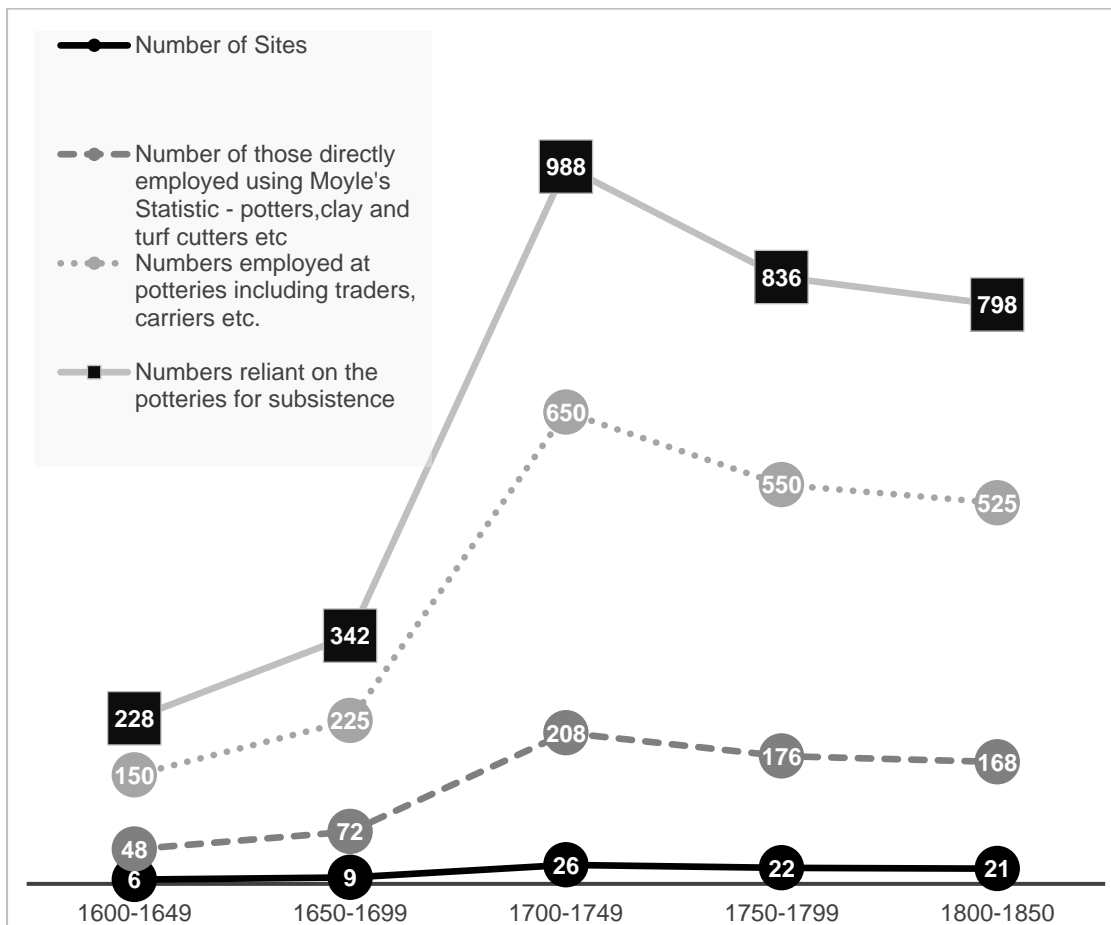 Number of Sites
Number of those directly
employed using Moyle's
Statistic - potters,clay and
turf cutters etc
Numbers employed at
potteries including traders,
carriers etc.
Numbers reliant on the
potteries for subsistence
988
836
798
650
550
525
342
228
225
150
208
176
168
72
48
6
9
26
22
21
1600-1649
1650-1699
1700-1749
1750-1799
1800-1850